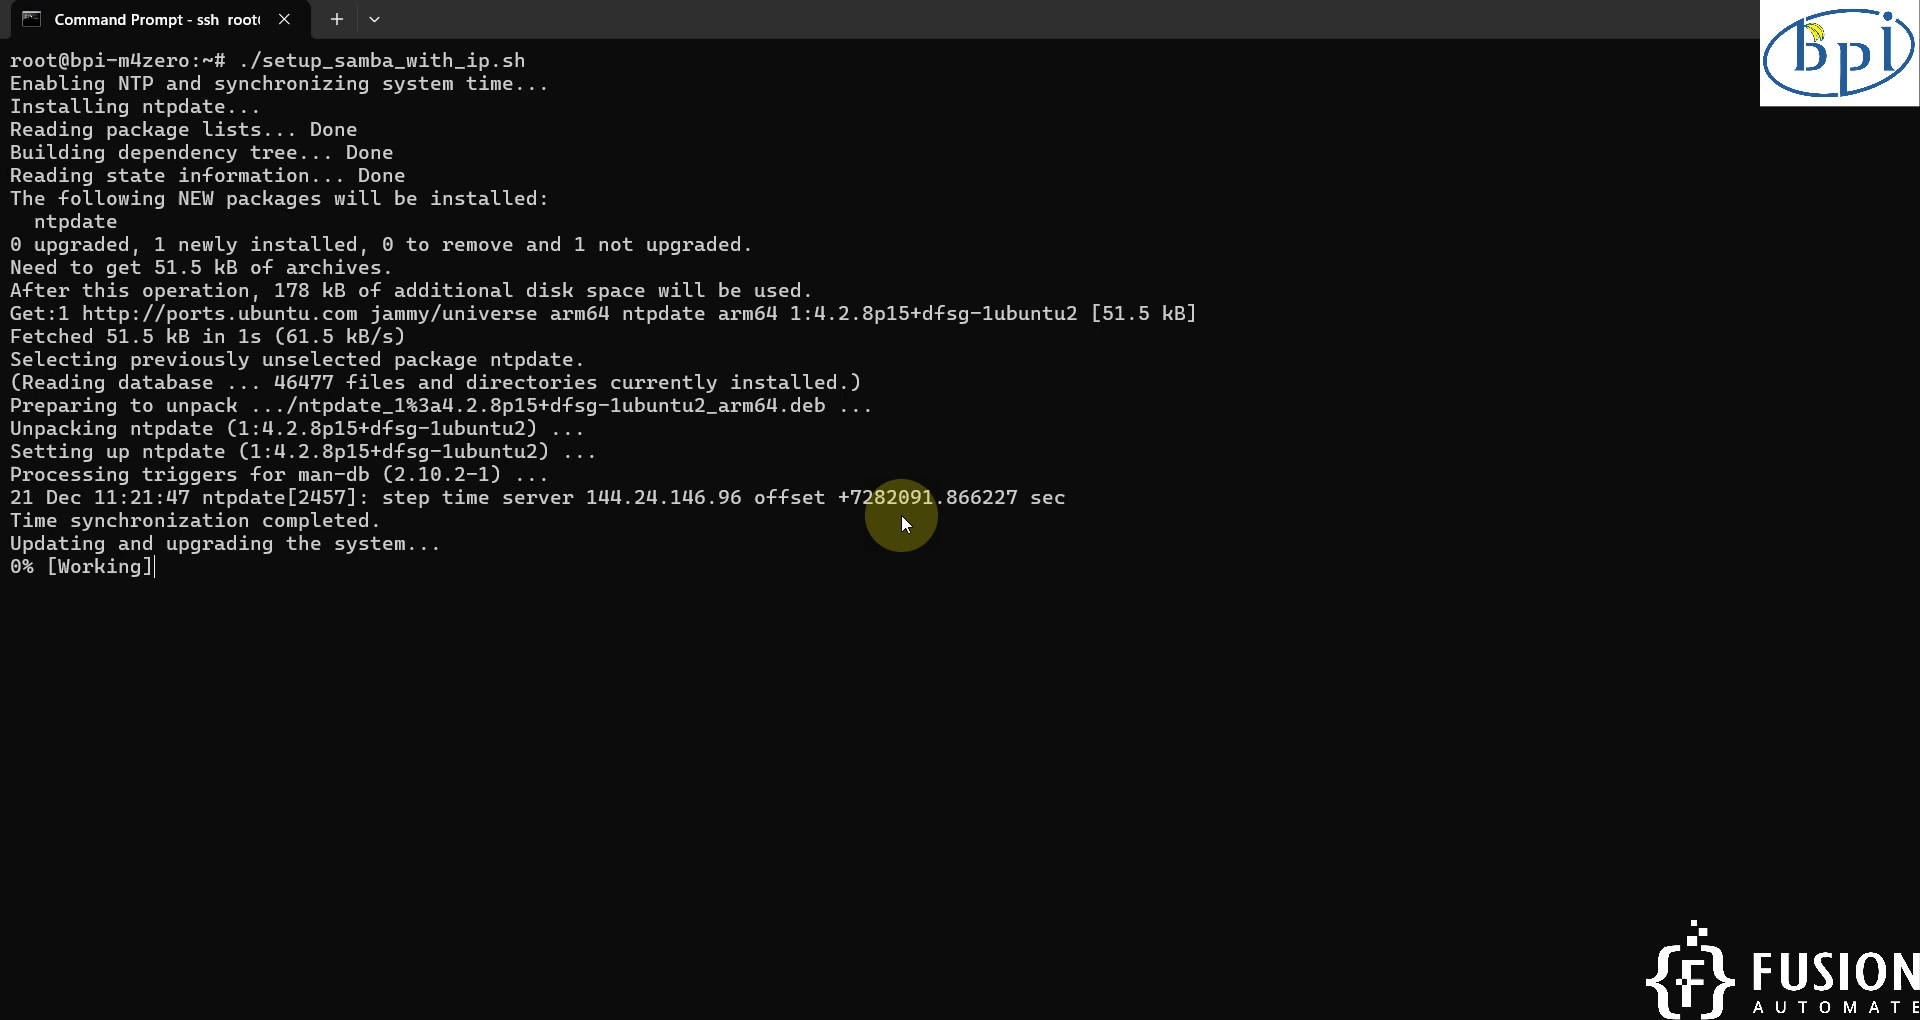 Command Prompt - ssh root(
bpi
root@bpi-m4zero:~# ./setup_samba_with_ip.sh
Enabling NTP and synchronizing system time...
Installing ntpdate...
Reading package lists... Done
Building dependency tree... Done
Reading state information... Done
The following NEW packages will be installed:
  ntpdate
0 upgraded, 1 newly installed, 0 to remove and 1 not upgraded.
Need to get 51.5 kB of archives.
After this operation, 178 kB of additional disk space will be used.
Get:1 http://ports.ubuntu.com jammy/universe arm64 ntpdate arm64 1:4.2.8p15+dfsg-1ubuntu2 [51.5 kB]
Fetched 51.5 kB in 1s (61.5 kB/s)
Selecting previously unselected package ntpdate.
(Reading database ... 46477 files and directories currently installed.)
Preparing to unpack .../ntpdate_1%3a4.2.8p15+dfsg-1ubuntu2_arm64.deb ...
Unpacking ntpdate (1:4.2.8p15+dfsg-1ubuntu2) ...
Setting up ntpdate (1:4.2.8p15+dfsg-1ubuntu2) ...
Processing triggers for man-db (2.10.2-1) ...
21 Dec 11:21:47 ntpdate[2457]: step time server 144.24.146.96 offset +7282091.866227 sec
Time synchronization completed.
Updating and upgrading the system...
0% [Working]
{F} FUSION
AUTOMATE